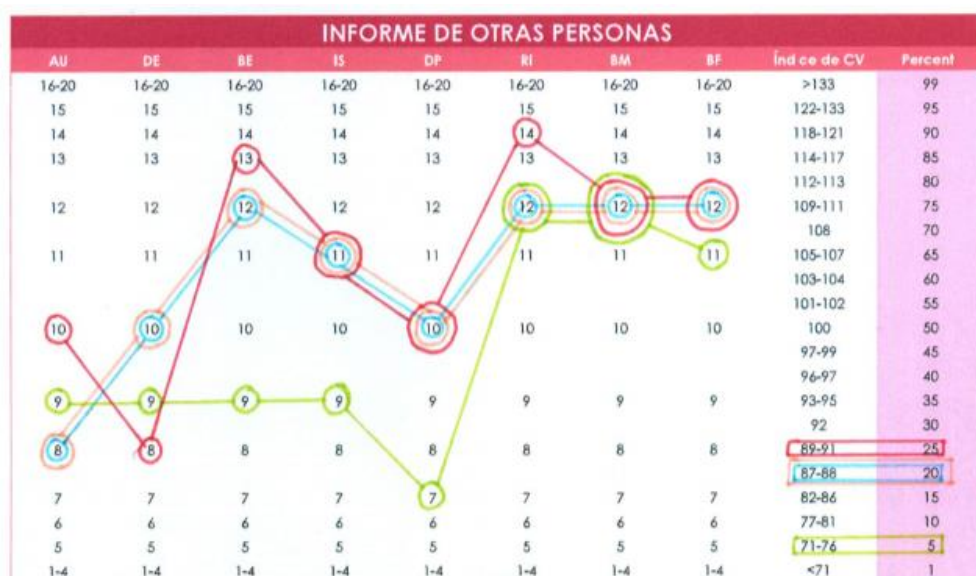 INFORME DE OTRAS PERSONAS
AU DE BE IS DP RI BM BF Índice de CV Percent
16-20 16-20 16-20 16-20 16-20 16-20 16-20 16-20 >133 99
15 15 15 15 15 15 15 15 122-133 95
14 14 14 14 14 14 14 14 118-121 90
13 13 13 13 13 13 13 13 114-117 85
112-113 80
12 12 12 12 12 12 12 12 109-111 75
108 70
11 11 11 11 11 11 11 11 105-107 65
103-104 60
101-102 55
10 10 10 10 10 10 10 10 100 50
97-99 45
96-97 40
9 9 9 9 9 9 9 9 93-95 35
92 30
8 8 8 8 8 8 8 8 89-91 25
87-88 20
7 7 7 7 7 7 7 7 82-86 15
6 6 6 6 6 6 6 6 77-81 10
5 5 5 5 5 5 5 5 71-76 5
1-4 1-4 1-4 1-4 1-4 1-4 1-4 1-4 <71 1